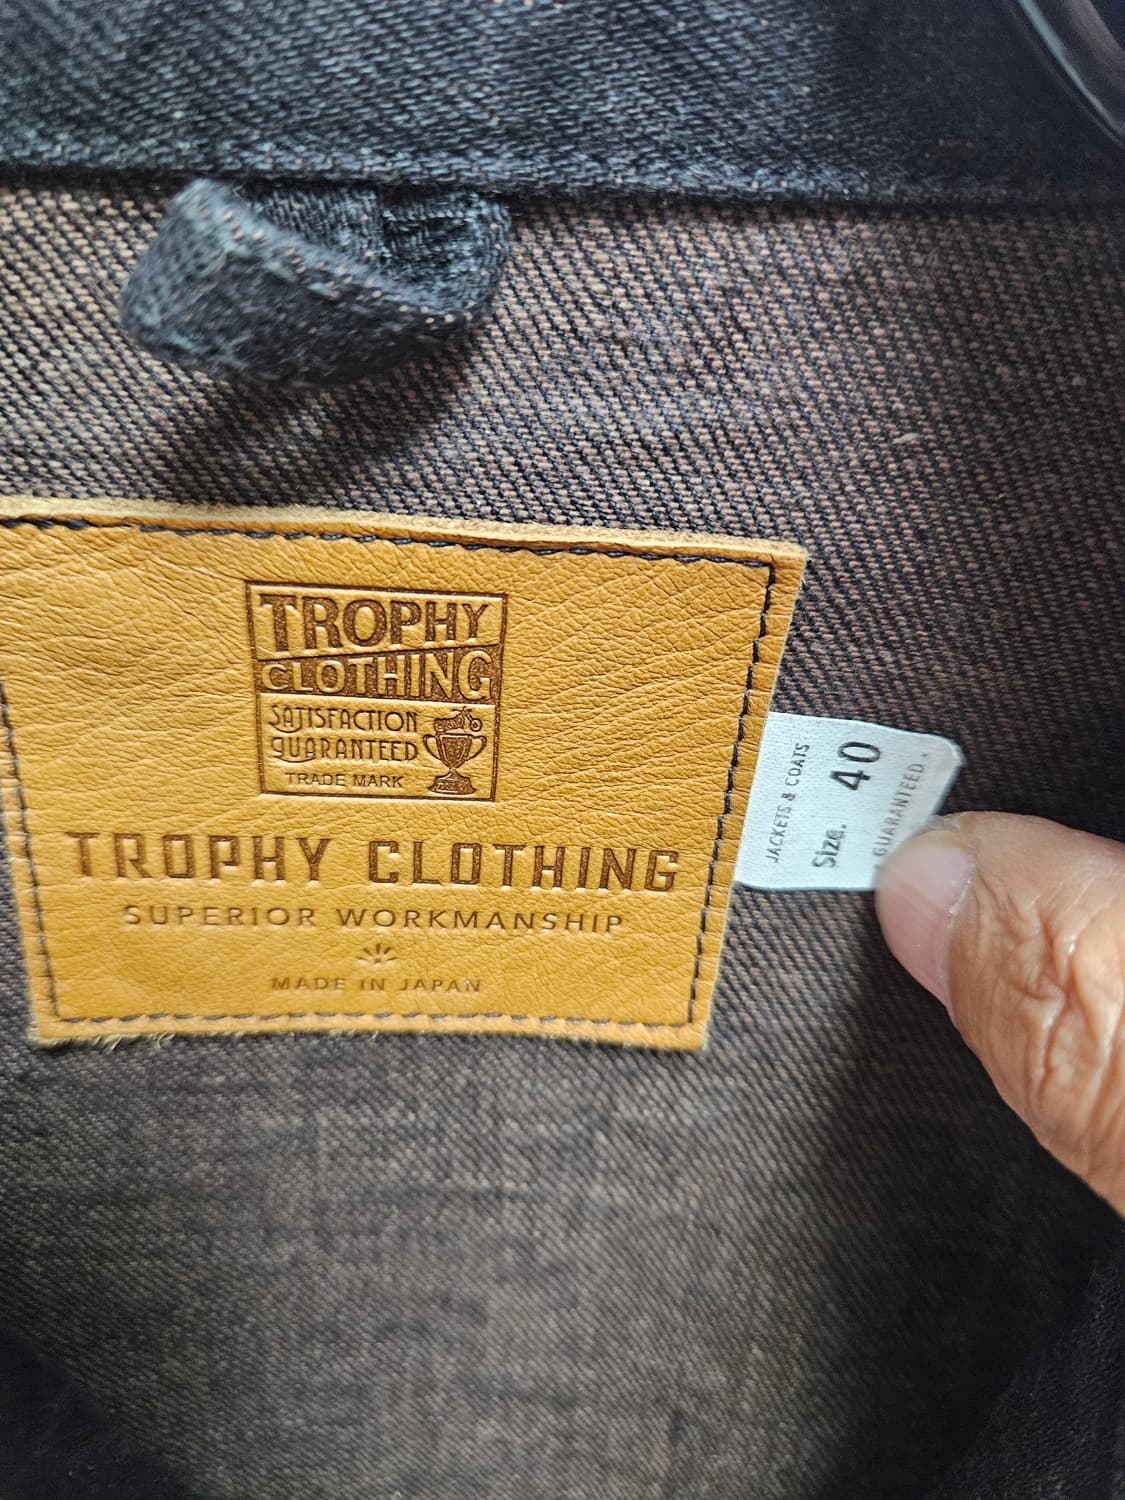 TROPHY
CLOTHING
SATISFACTION
GUARANTEED
TRADE MARK
TROPHY CLOTHING
SUPERIOR WORKMANSHIP
MADE IN JAPAN
JACKETS & COATS
Size. 40
GUARANTEED.